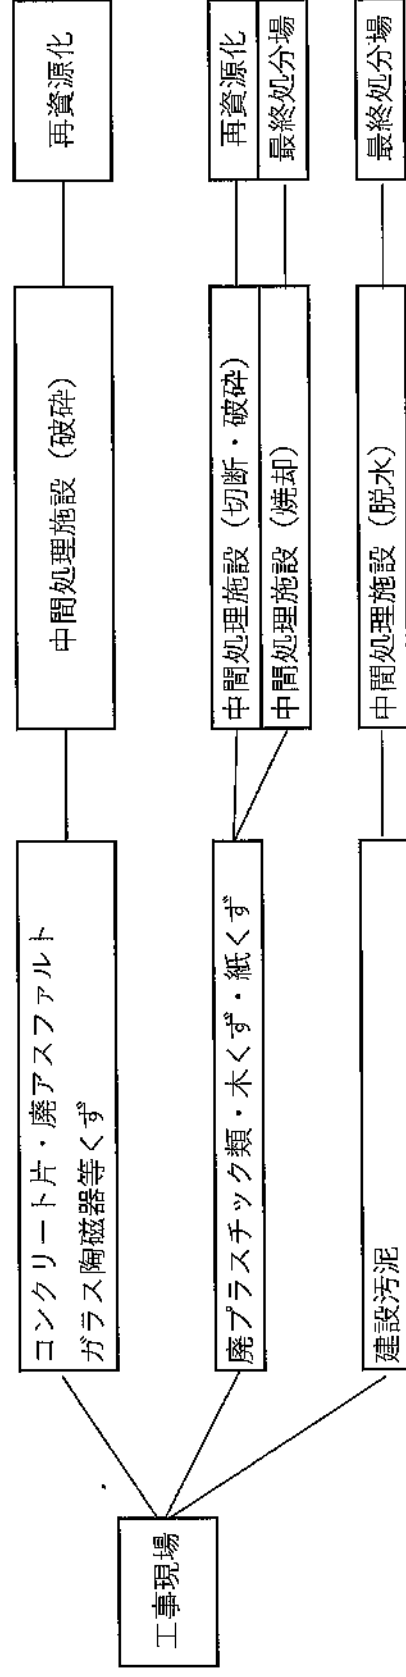 工事現場
コンクリート片・廃アスファルト
ガラス陶磁器等くず
中間処理施設（破砕）
再資源化
廃プラスチック類・木くず・紙くず
中間処理施設（切断・破砕）
再資源化
中間処理施設（焼却）
最終処分場
建設汚泥
中間処理施設（脱水）
最終処分場